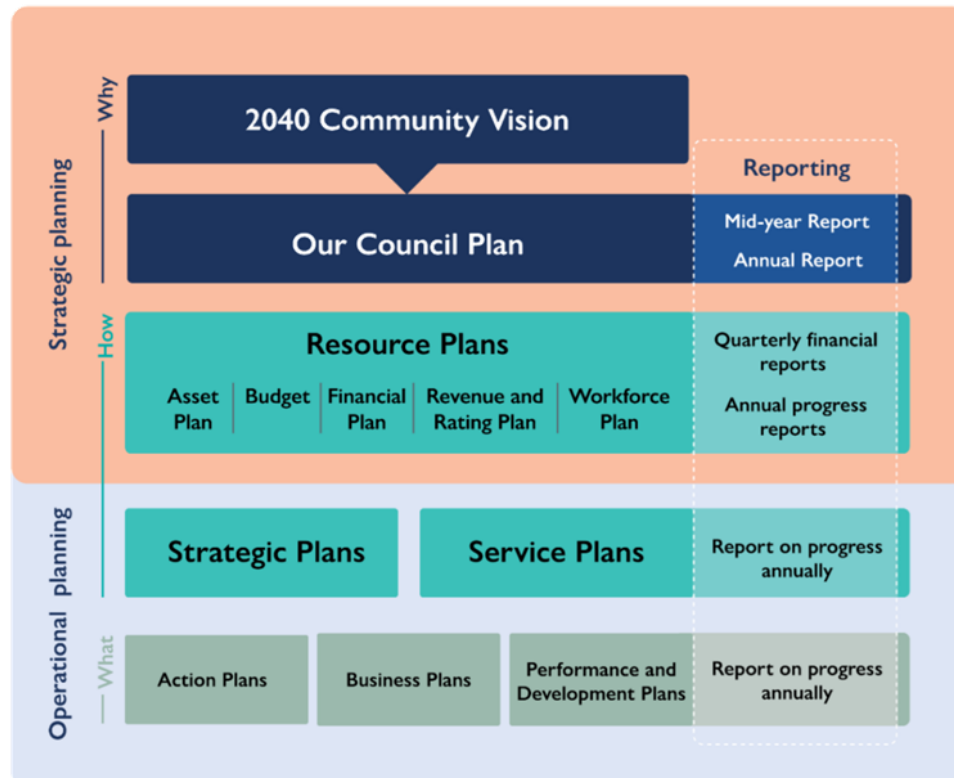 Strategic planning
Why
2040 Community Vision
Reporting
Our Council Plan
Mid-year Report
Annual Report
How
Resource Plans
Asset
Plan
Budget
Financial
Plan
Revenue and
Rating Plan
Workforce
Plan
Quarterly financial
reports
Annual progress
reports
Operational planning
Strategic Plans
Service Plans
Report on progress
annually
What
Action Plans
Business Plans
Performance and
Development Plans
Report on progress
annually